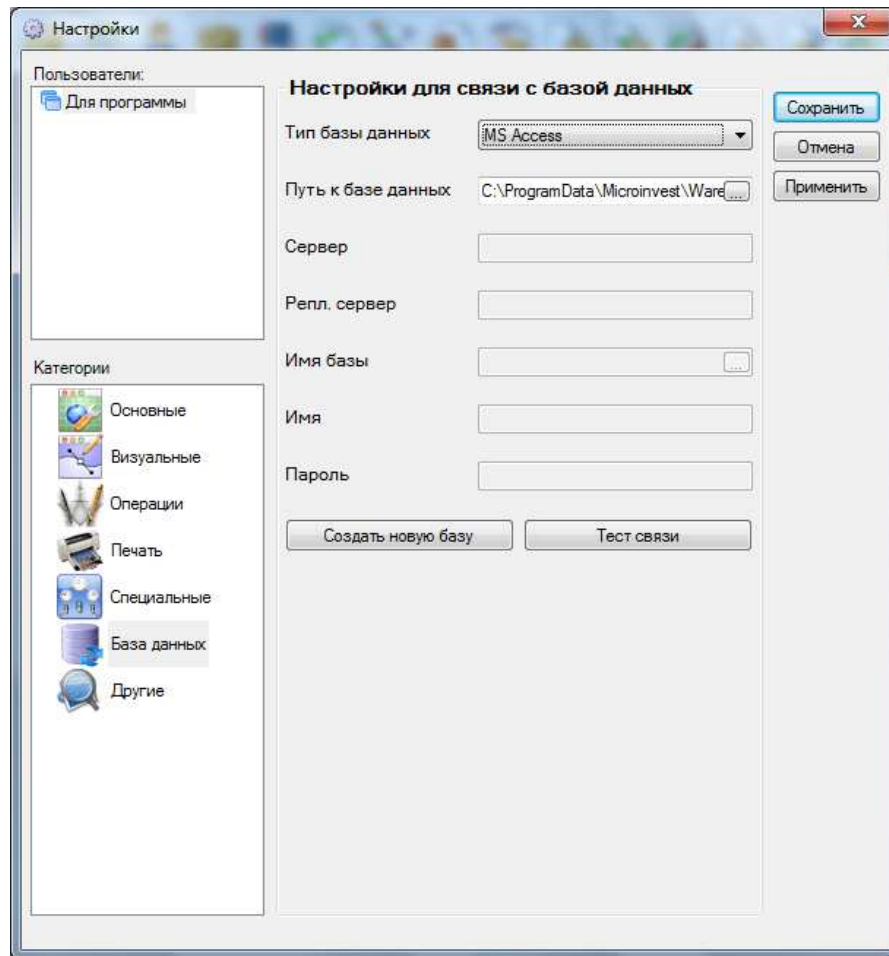 Настройки
Пользователи:
Для программы
Категории
Основные
Визуальные
Операции
Печать
Специальные
База данных
Другие
Настройки для связи с базой данных
Тип базы данных
MS Access
Путь к базе данных
C:\ProgramData\Microinvest\Ware
...
Сервер
Репл. сервер
Имя базы
...
Имя
Пароль
Создать новую базу
Тест связи
Сохранить
Отмена
Применить